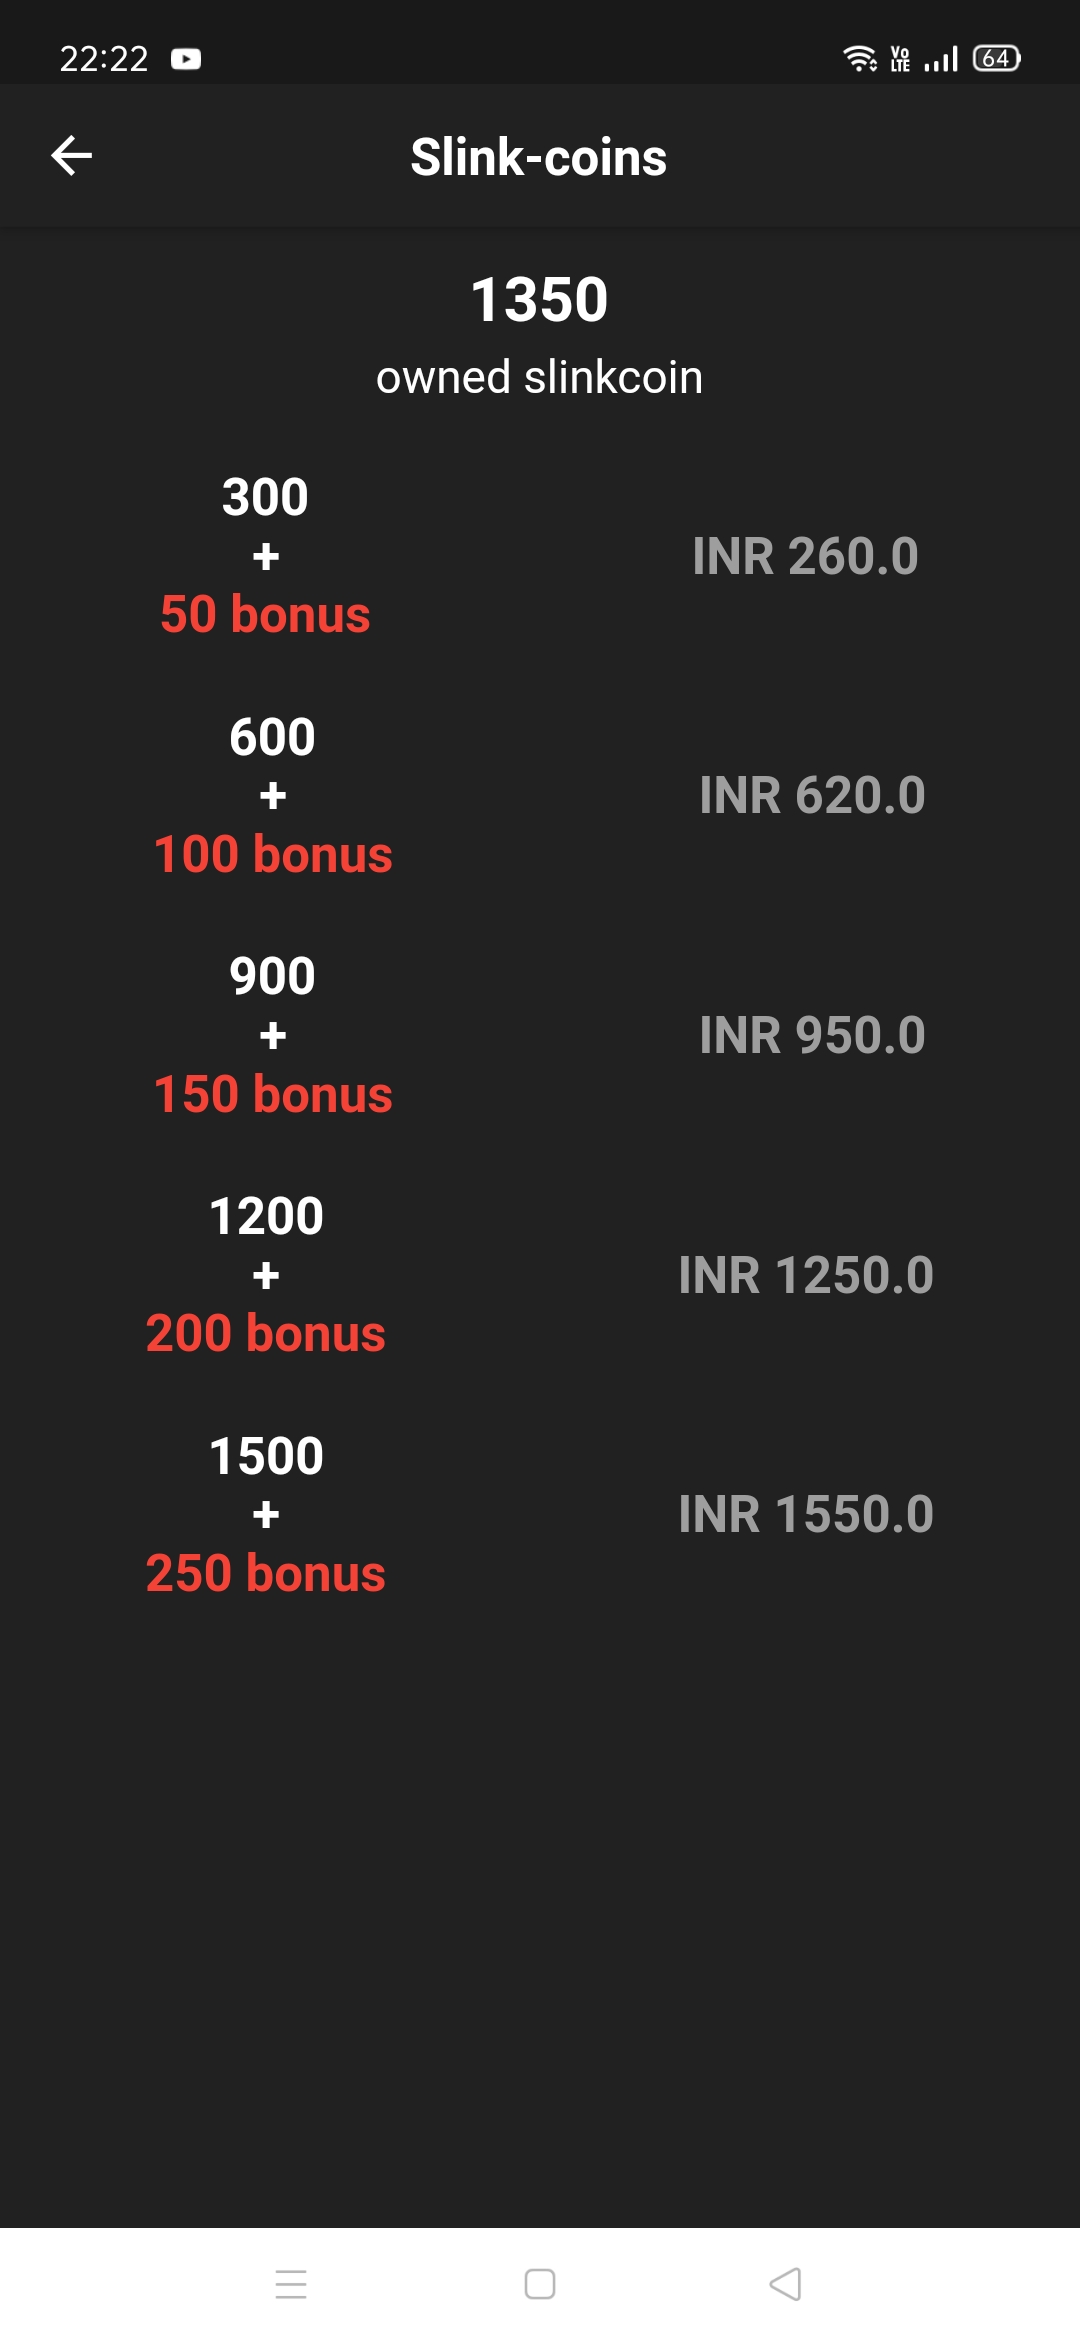 22:22
Vo LTE
64
Slink-coins
1350
owned slinkcoin
300
+
50 bonus
INR 260.0
600
+
100 bonus
INR 620.0
900
+
150 bonus
INR 950.0
1200
+
200 bonus
INR 1250.0
1500
+
250 bonus
INR 1550.0